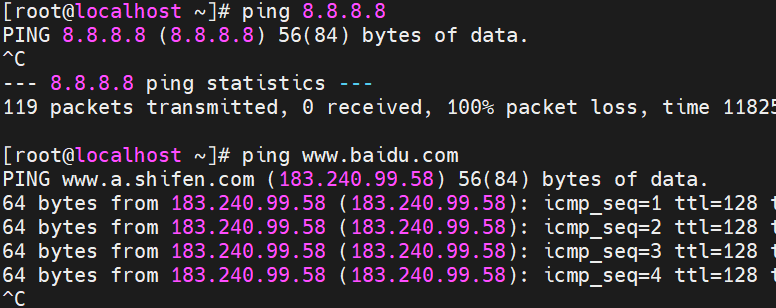 [root@localhost ~]# ping 8.8.8.8
PING 8.8.8.8 (8.8.8.8) 56(84) bytes of data.
^C
--- 8.8.8.8 ping statistics ---
119 packets transmitted, 0 received, 100% packet loss, time 11825
[root@localhost ~]# ping www.baidu.com
PING www.a.shifen.com (183.240.99.58) 56(84) bytes of data.
64 bytes from 183.240.99.58 (183.240.99.58): icmp_seq=1 ttl=128 t
64 bytes from 183.240.99.58 (183.240.99.58): icmp_seq=2 ttl=128 t
64 bytes from 183.240.99.58 (183.240.99.58): icmp_seq=3 ttl=128 t
64 bytes from 183.240.99.58 (183.240.99.58): icmp_seq=4 ttl=128 t
^C